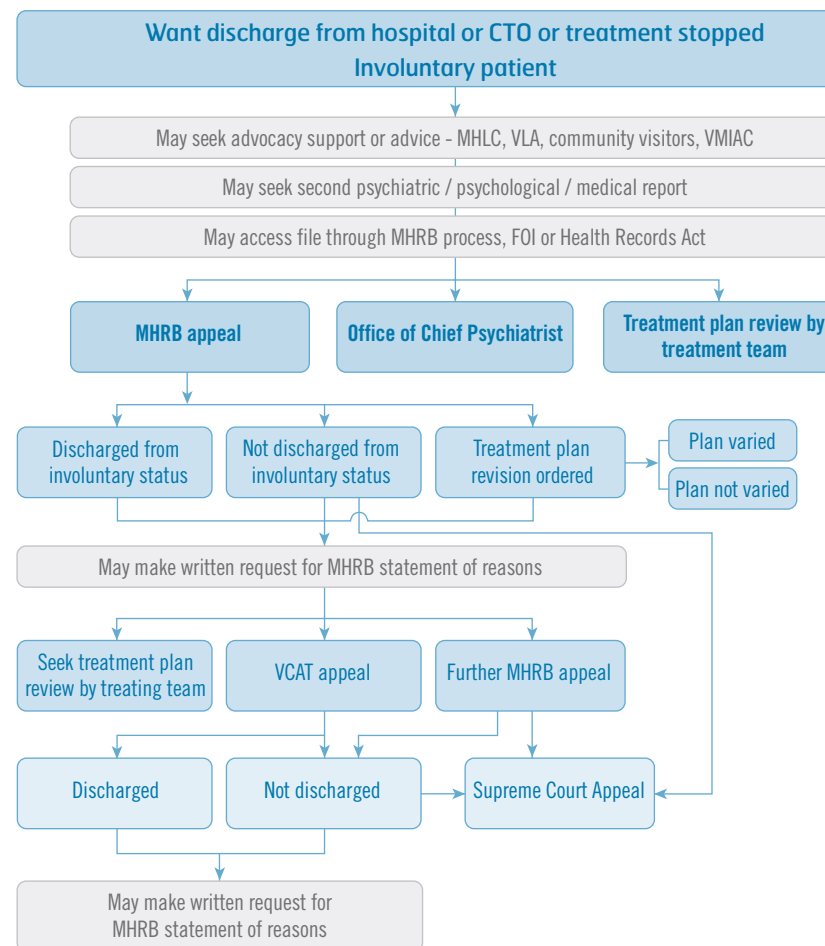 Want discharge from hospital or CTO or treatment stopped
Involuntary patient
May seek advocacy support or advice - MHLC, VLA, community visitors, VMIAC
May seek second psychiatric / psychological / medical report
May access file through MHRB process, FOI or Health Records Act
MHRB appeal
Office of Chief Psychiatrist
Treatment plan review by
treatment team
Discharged from
involuntary status
Not discharged from
involuntary status
Treatment plan
revision ordered
Plan varied
Plan not varied
May make written request for MHRB statement of reasons
Seek treatment plan
review by treating team
VCAT appeal
Further MHRB appeal
Discharged
Not discharged
Supreme Court Appeal
May make written request for
MHRB statement of reasons